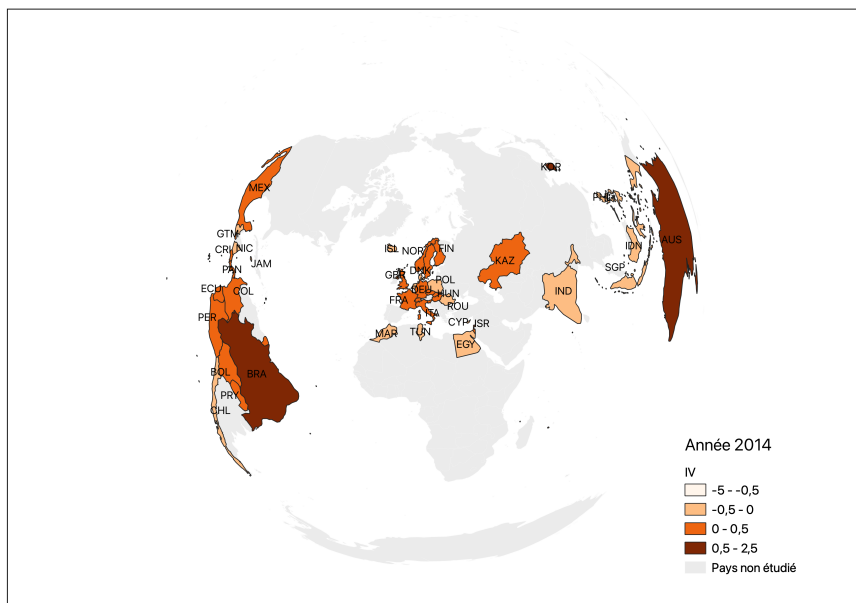 KOR
MEX
PHL
GTM
CRI NIC
JAM
PAN
ECU COL
PER
BOL BRA
PRY
CHL
ISL NOR FIN
GBR DNK
POL
DEU HUN
FRA ROU
ITA
CYP ISR
MAR TUN
EGY
KAZ
IND
IDN
SGP
AUS
Année 2014
IV
-5 - -0,5
-0,5 - 0
0 - 0,5
0,5 - 2,5
Pays non étudié